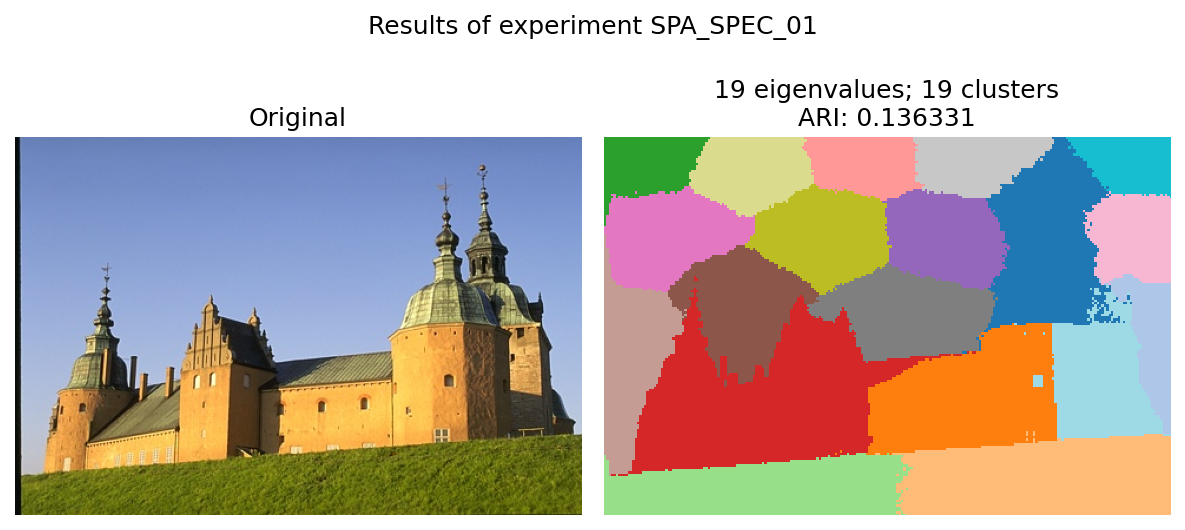 Results of experiment SPA_SPEC_01
Original
19 eigenvalues; 19 clusters
ARI: 0.136331